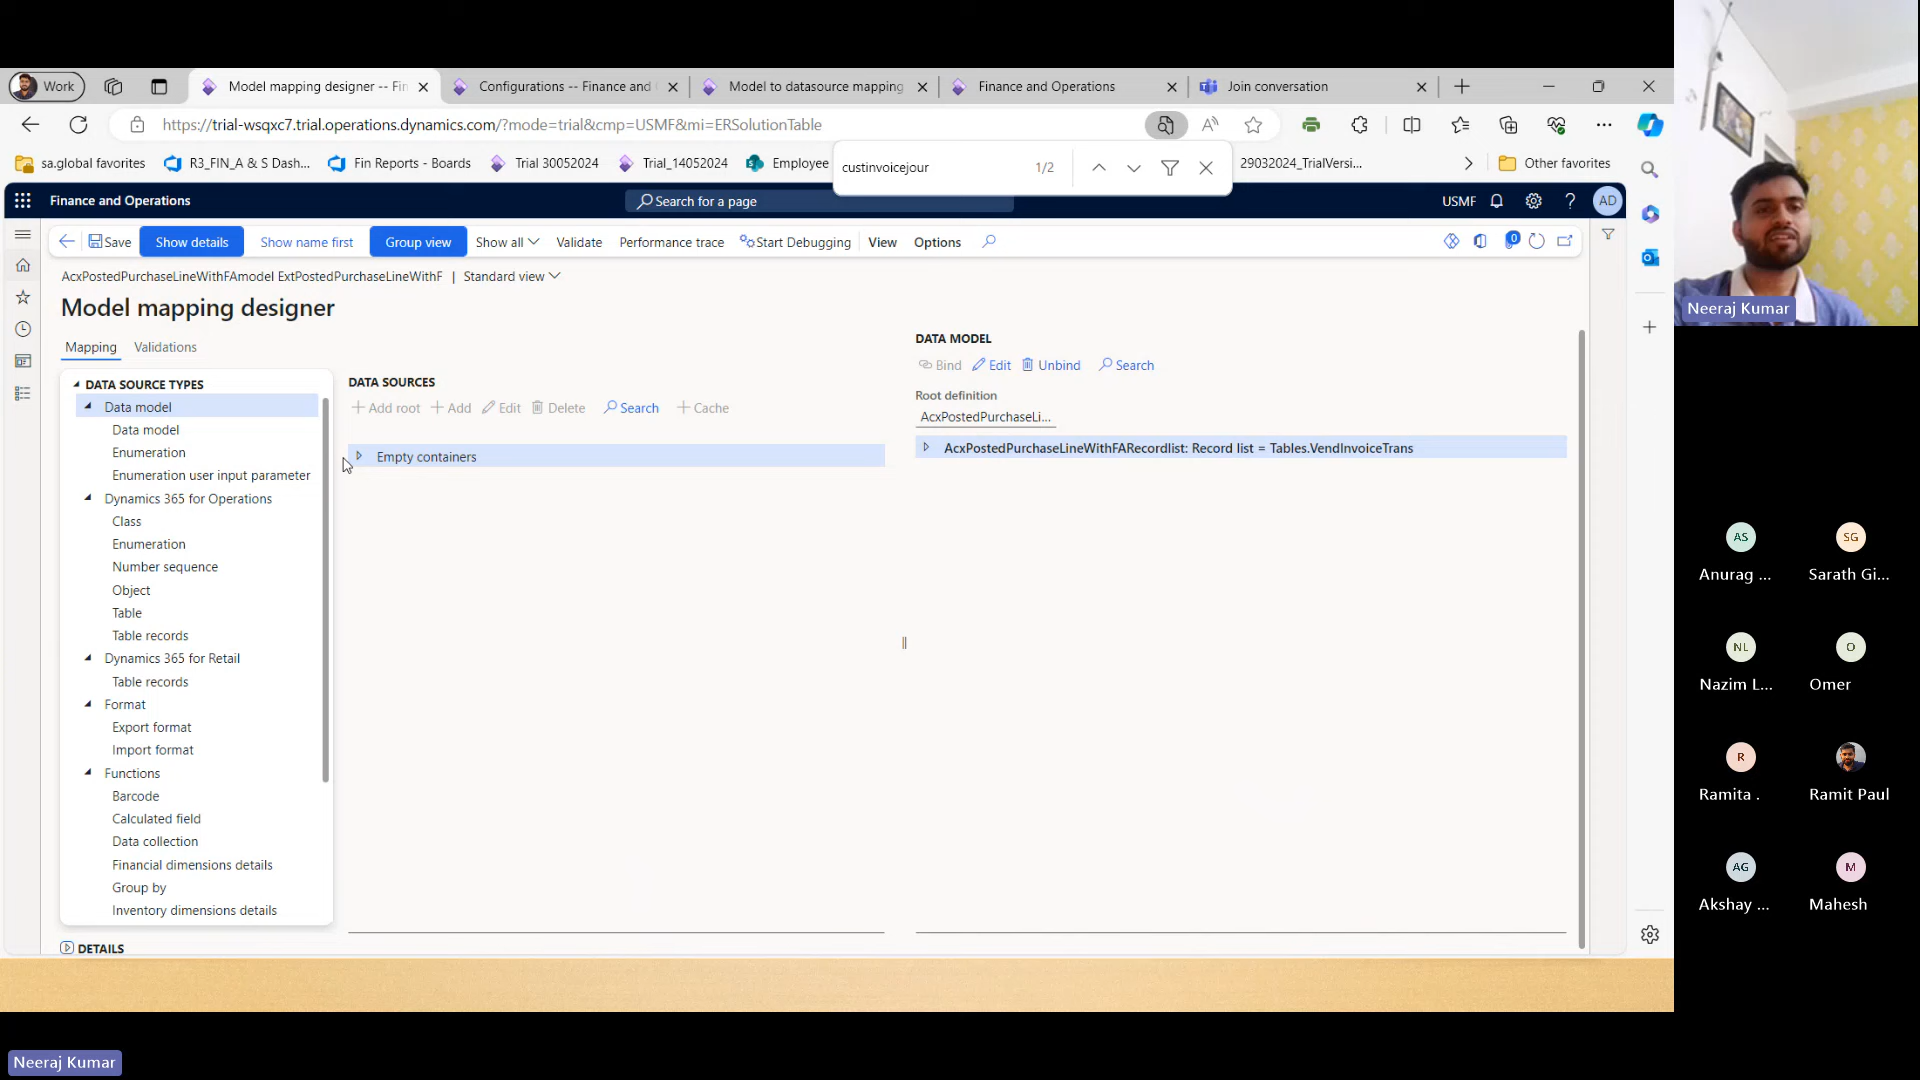 Work
Model mapping designer -- Fin
Configurations -- Finance and
Model to datasource mapping
Finance and Operations
Join conversation
https://trial-wsqxc7.trial.operations.dynamics.com/?mode=trial&cmp=USMF&mi=ERSolutionTable
sa.global favorites
R3_FIN_A & S Dash...
Fin Reports - Boards
Trial 30052024
Trial_14052024
Employee
custinvoicejour
1/2
29032024_TrialVersi...
Other favorites
Finance and Operations
Search for a page
USMF
AD
Save
Show details
Show name first
Group view
Show all
Validate
Performance trace
Start Debugging
View
Options
0
AcxPostedPurchaseLineWithFAmodel ExtPostedPurchaseLineWithF | Standard view
Model mapping designer
Mapping
Validations
DATA SOURCE TYPES
Data model
Data model
Enumeration
Enumeration user input parameter
Dynamics 365 for Operations
Class
Enumeration
Number sequence
Object
Table
Table records
Dynamics 365 for Retail
Table records
Format
Export format
Import format
Functions
Barcode
Calculated field
Data collection
Financial dimensions details
Group by
Inventory dimensions details
DETAILS
DATA SOURCES
Add root
Add
Edit
Delete
Search
Cache
Empty containers
DATA MODEL
Bind
Edit
Unbind
Search
Root definition
AcxPostedPurchaseLi...
AcxPostedPurchaseLineWithFARecordlist: Record list = Tables.VendInvoiceTrans
Neeraj Kumar
AS
Anurag ...
SG
Sarath Gi...
NL
Nazim L...
O
Omer
R
Ramita .
Ramit Paul
AG
Akshay ...
M
Mahesh
Neeraj Kumar